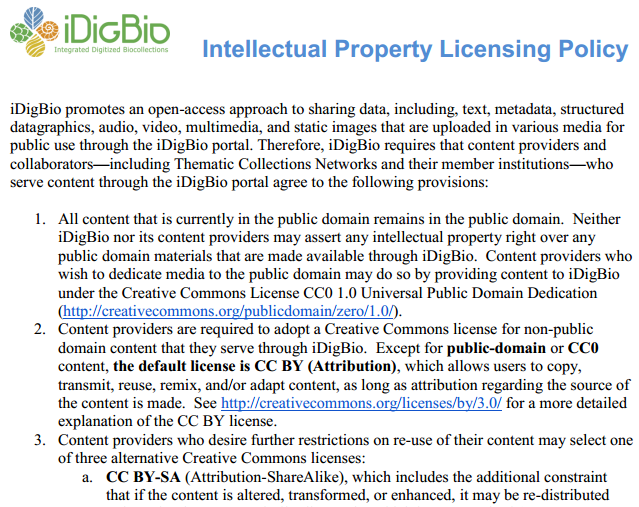 iDigBio
Integrated Digitized Biocollections
Intellectual Property Licensing Policy
iDigBio promotes an open-access approach to sharing data, including, text, metadata, structured
datagraphics, audio, video, multimedia, and static images that are uploaded in various media for
public use through the iDigBio portal. Therefore, iDigBio requires that content providers and
collaborators—including Thematic Collections Networks and their member institutions—who
serve content through the iDigBio portal agree to the following provisions:
1. All content that is currently in the public domain remains in the public domain. Neither
iDigBio nor its content providers may assert any intellectual property right over any
public domain materials that are made available through iDigBio. Content providers who
wish to dedicate media to the public domain may do so by providing content to iDigBio
under the Creative Commons License CC0 1.0 Universal Public Domain Dedication
(http://creativecommons.org/publicdomain/zero/1.0/).
2. Content providers are required to adopt a Creative Commons license for non-public
domain content that they serve through iDigBio. Except for public-domain or CC0
content, the default license is CC BY (Attribution), which allows users to copy,
transmit, reuse, remix, and/or adapt content, as long as attribution regarding the source of
the content is made. See http://creativecommons.org/licenses/by/3.0/ for a more detailed
explanation of the CC BY license.
3. Content providers who desire further restrictions on re-use of their content may select one
of three alternative Creative Commons licenses:
a. CC BY-SA (Attribution-ShareAlike), which includes the additional constraint
that if the content is altered, transformed, or enhanced, it may be re-distributed